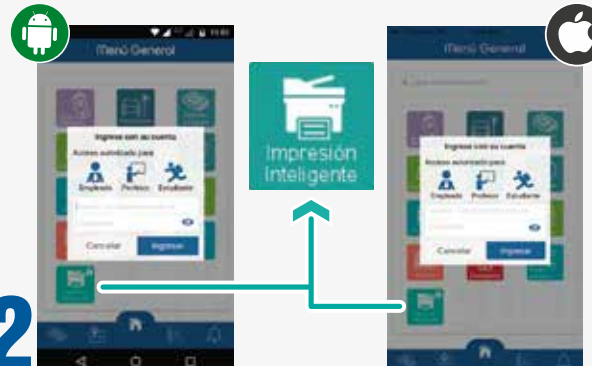 Menú General
Ingrese con su cuenta
Acceso autorizado para
Empleado Profesor Estudiante
Cancelar Ingresar
Impresión
Inteligente
Menú General
Ingrese con su cuenta
Acceso autorizado para
Empleado Profesor Estudiante
Cancelar Ingresar
2